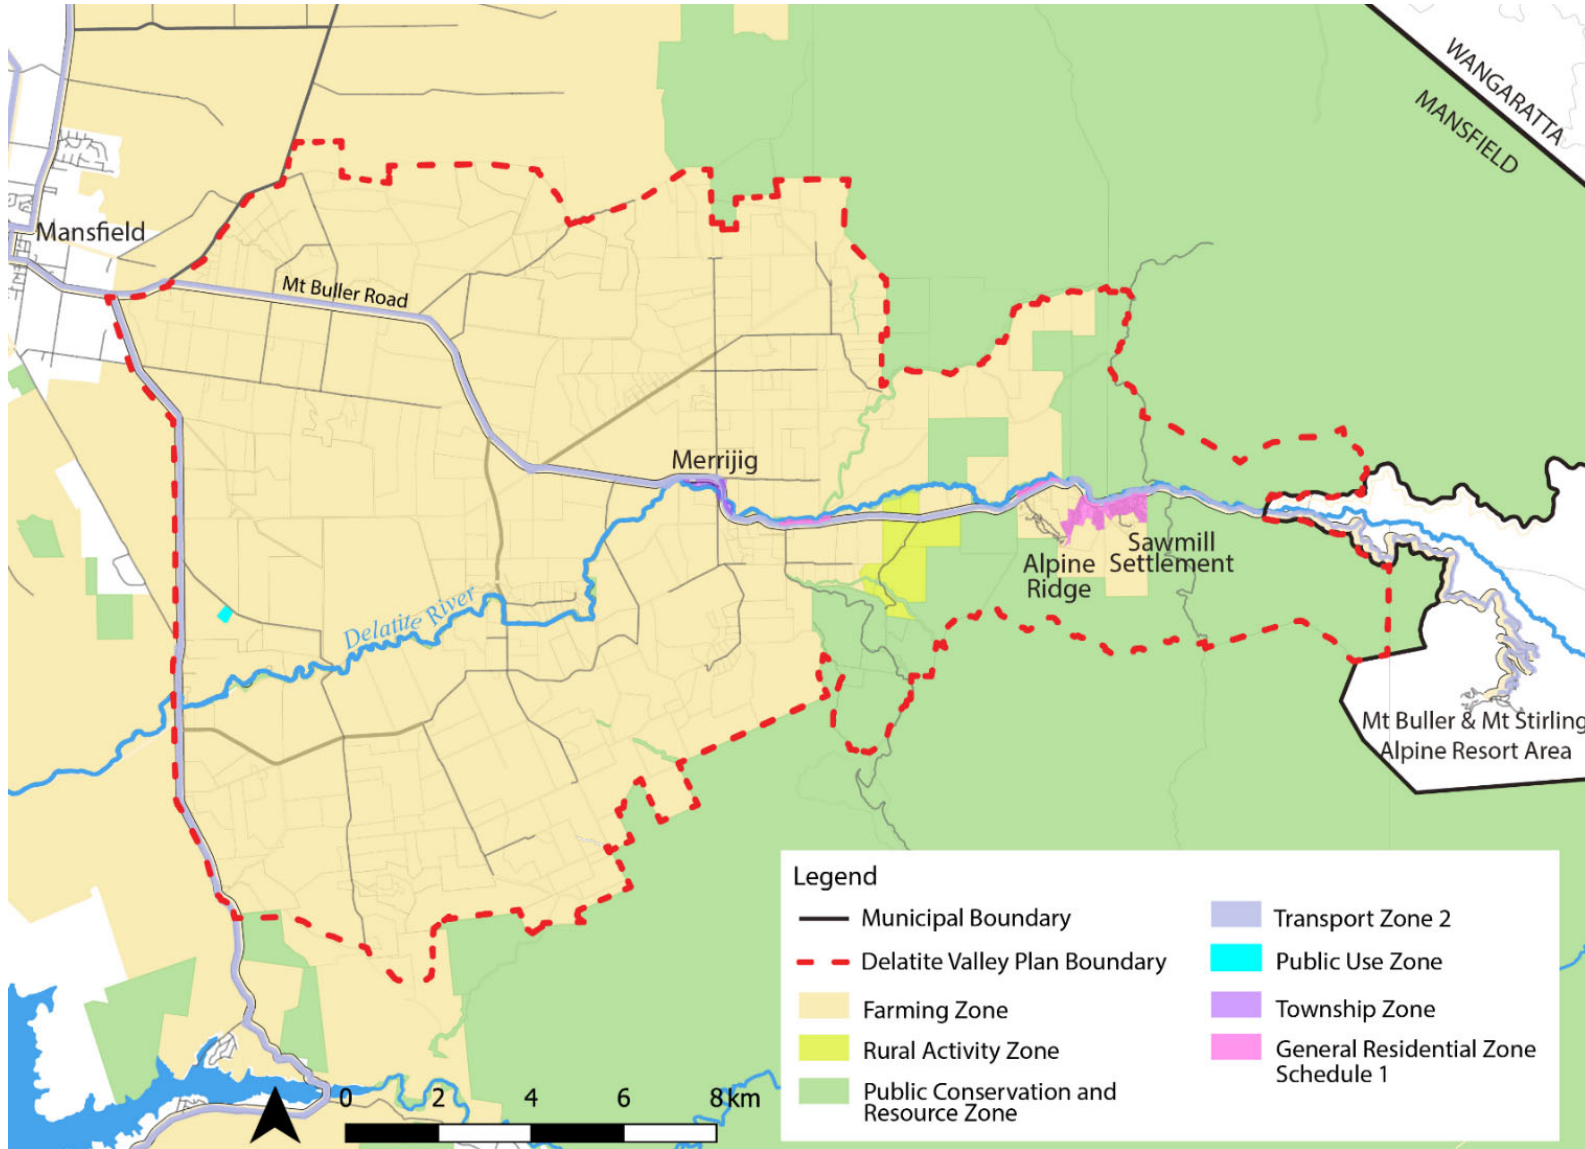 WANGARATTA
MANSFIELD
Mansfield
Mt Buller Road
Merrijig
Alpine
Ridge
Sawmill
Settlement
Delatite River
Mt Buller & Mt Stirling
Alpine Resort Area
Legend
Municipal Boundary
Delatite Valley Plan Boundary
Farming Zone
Rural Activity Zone
Public Conservation and
Resource Zone
Transport Zone 2
Public Use Zone
Township Zone
General Residential Zone
Schedule 1
0 2 4 6 8 km